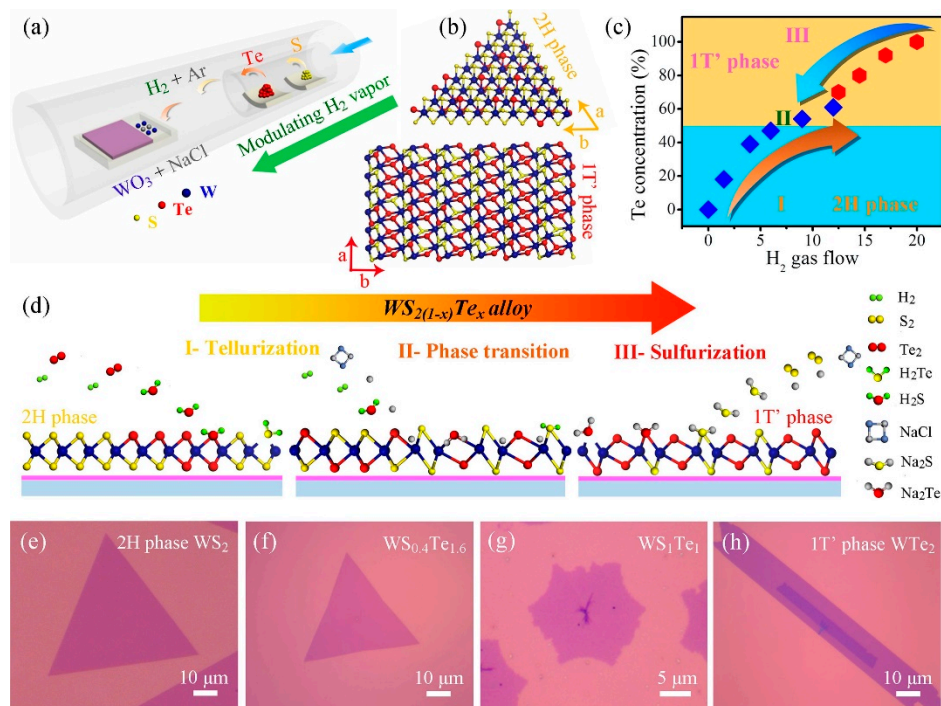 (a)
S
Te
H2 + Ar
Modulating H2 vapor
WO3 + NaCl
W
Te
S
(b)
2H phase
a
b
1T’ phase
a
b
(c)
Te concentration (%)
100
80
60
40
20
0
III
1T’ phase
II
I
2H phase
0
5
10
15
20
H2 gas flow
(d)
WS2(1-x)Tex alloy
I- Tellurization
II- Phase transition
III- Sulfurization
2H phase
1T’ phase
H2
S2
Te2
H2Te
H2S
NaCl
Na2S
Na2Te
(e)
2H phase WS2
10 μm
(f)
WS0.4Te1.6
10 μm
(g)
WS1Te1
5 μm
(h)
1T’ phase WTe2
10 μm